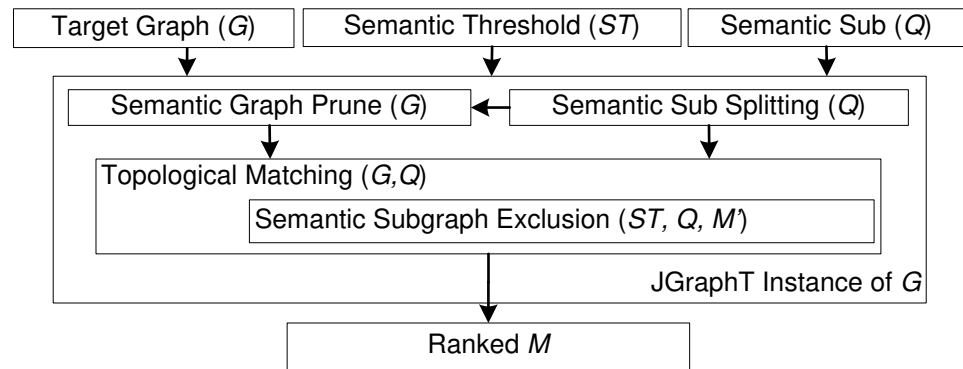 Target Graph (G)
Semantic Threshold (ST)
Semantic Sub (Q)
Semantic Graph Prune (G)
Semantic Sub Splitting (Q)
Topological Matching (G,Q)
Semantic Subgraph Exclusion (ST, Q, M’)
JGraphT Instance of G
Ranked M